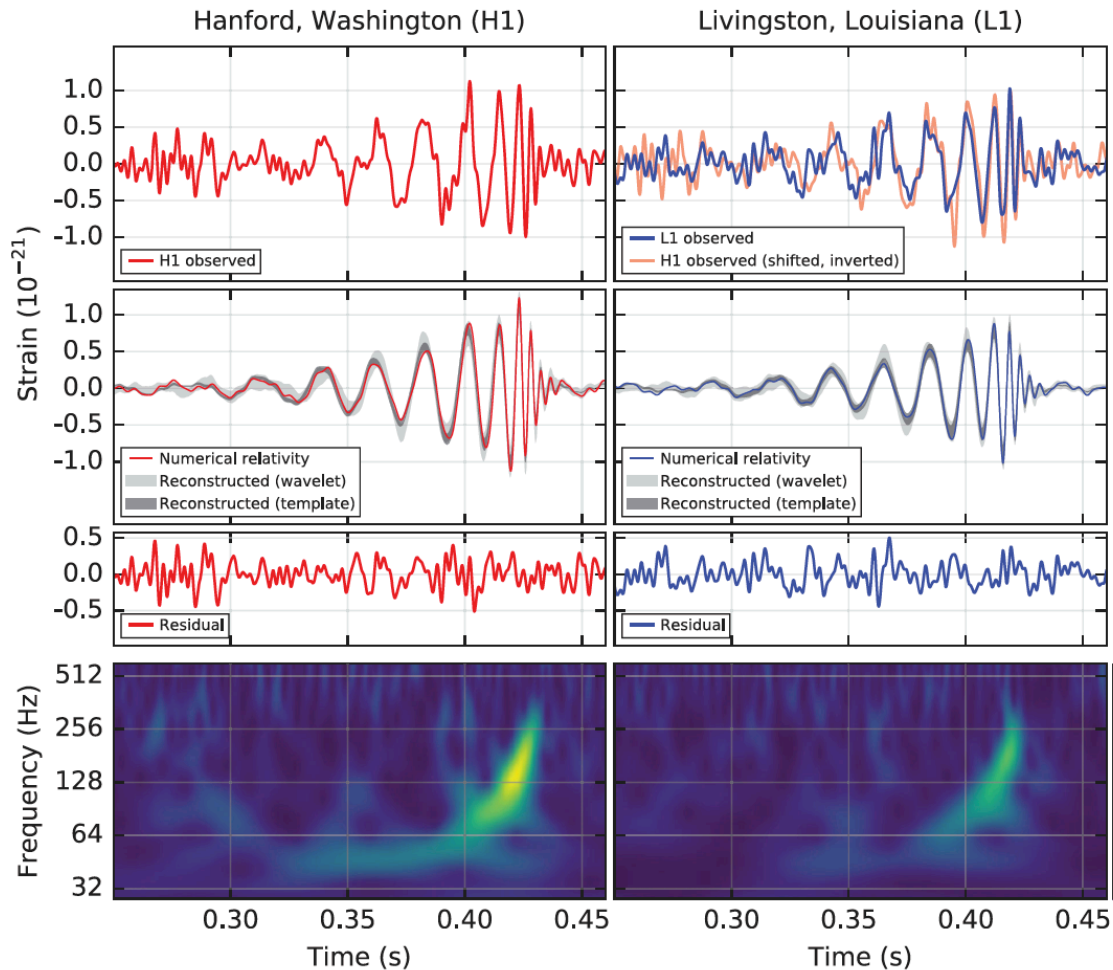 Hanford, Washington (H1)
Livingston, Louisiana (L1)
Strain (10⁻²¹)
1.0
0.5
0.0
-0.5
-1.0
H1 observed
L1 observed
H1 observed (shifted, inverted)
1.0
0.5
0.0
-0.5
-1.0
Numerical relativity
Reconstructed (wavelet)
Reconstructed (template)
Numerical relativity
Reconstructed (wavelet)
Reconstructed (template)
0.5
0.0
-0.5
Residual
Residual
Frequency (Hz)
512
256
128
64
32
0.30 0.35 0.40 0.45
0.30 0.35 0.40 0.45
Time (s)
Time (s)